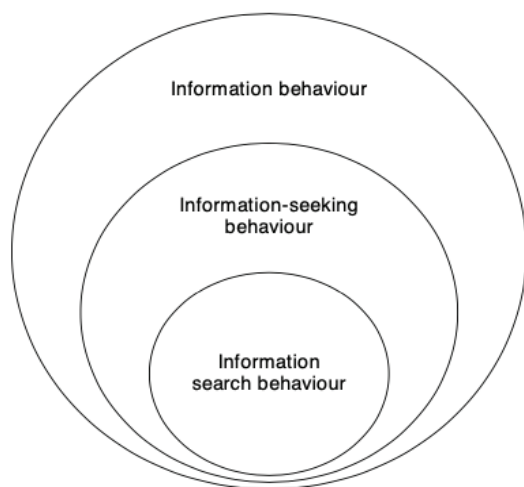 Information behaviour
Information-seeking
behaviour
Information
search behaviour